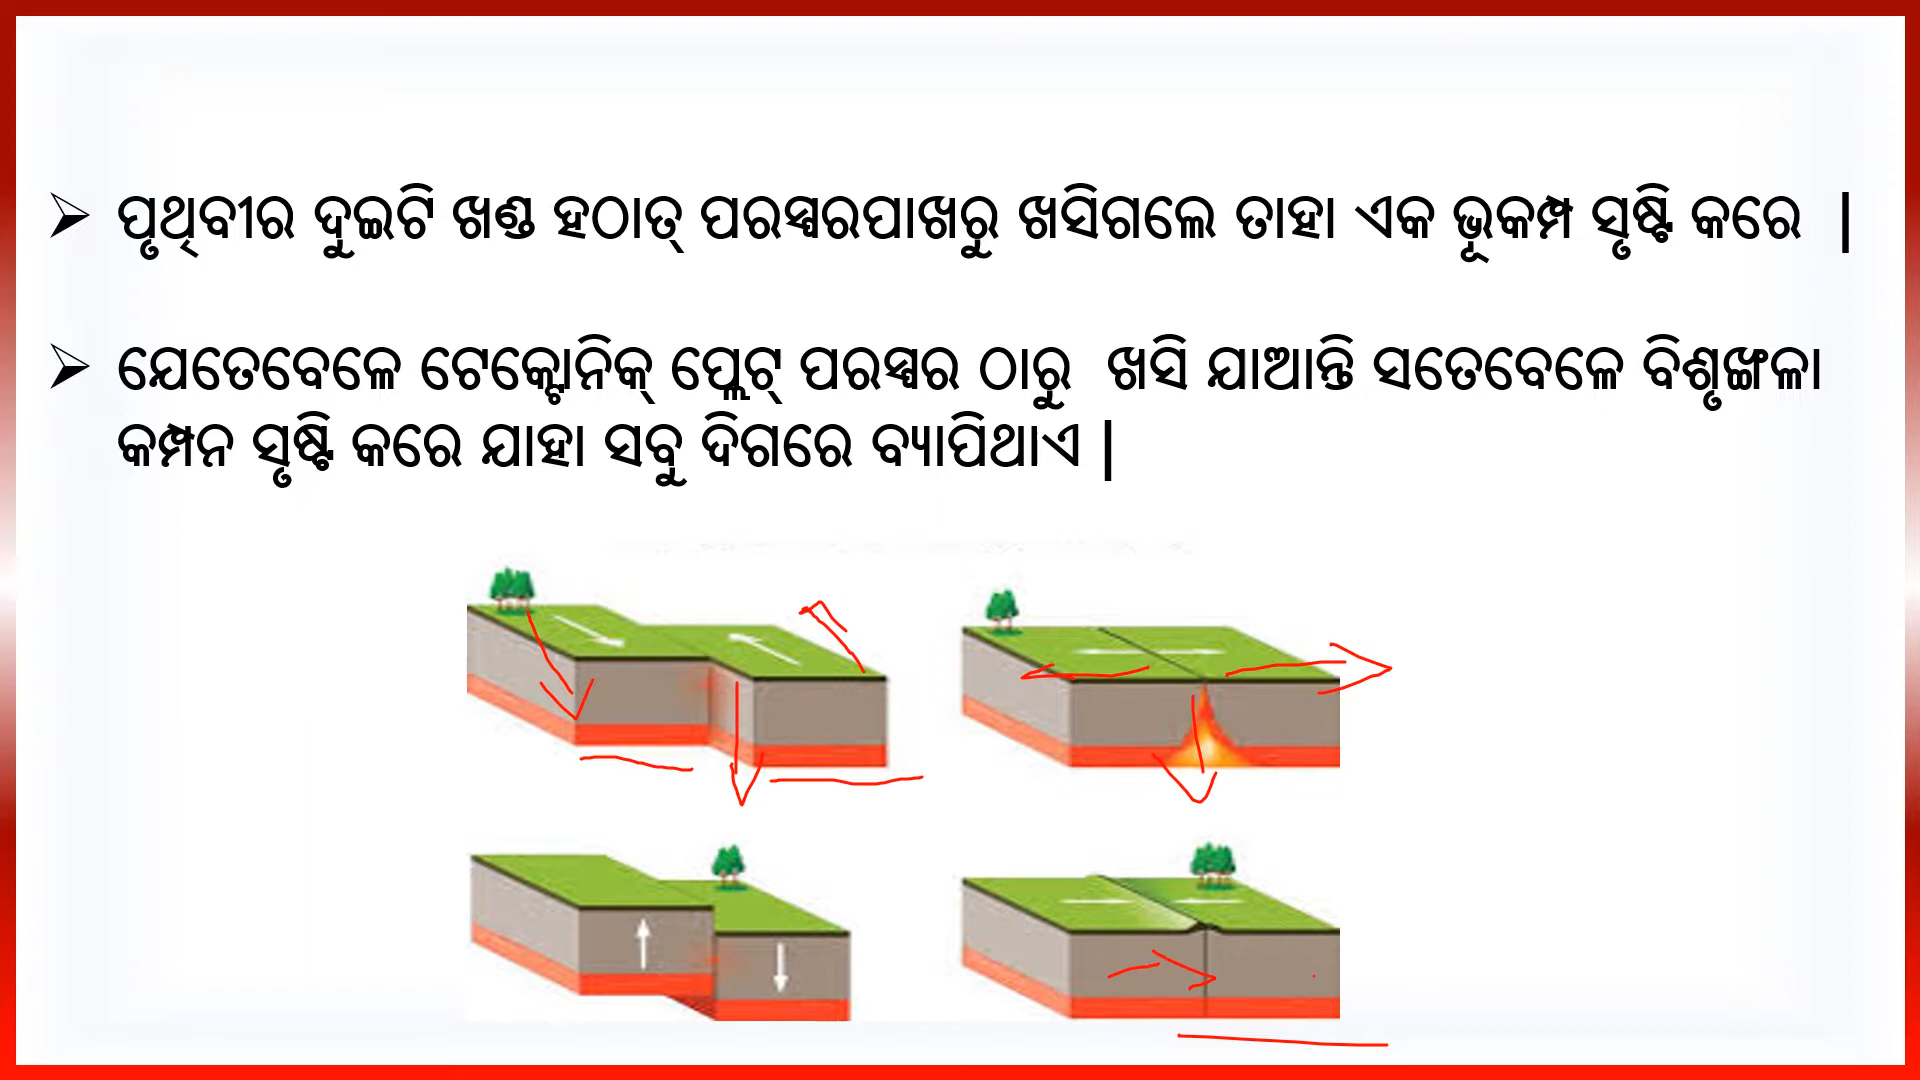 ➢ ପୃଥିବୀର ଦୁଇଟି ଖଣ୍ଡ ହଠାତ୍ ପରସ୍ପରପାଖରୁ ଖସିଗଲେ ତାହା ଏକ ଭୂକମ୍ପ ସୃଷ୍ଟି କରେ |
➢ ଯେତେବେଳେ ଟେକ୍ଟୋନିକ୍ ପ୍ଲେଟ୍ ପରସ୍ପର ଠାରୁ ଖସି ଯାଆନ୍ତି ସତେବେଳେ ବିଶୃଙ୍ଖଳା
କମ୍ପନ ସୃଷ୍ଟି କରେ ଯାହା ସବୁ ଦିଗରେ ବ୍ୟାପିଥାଏ |